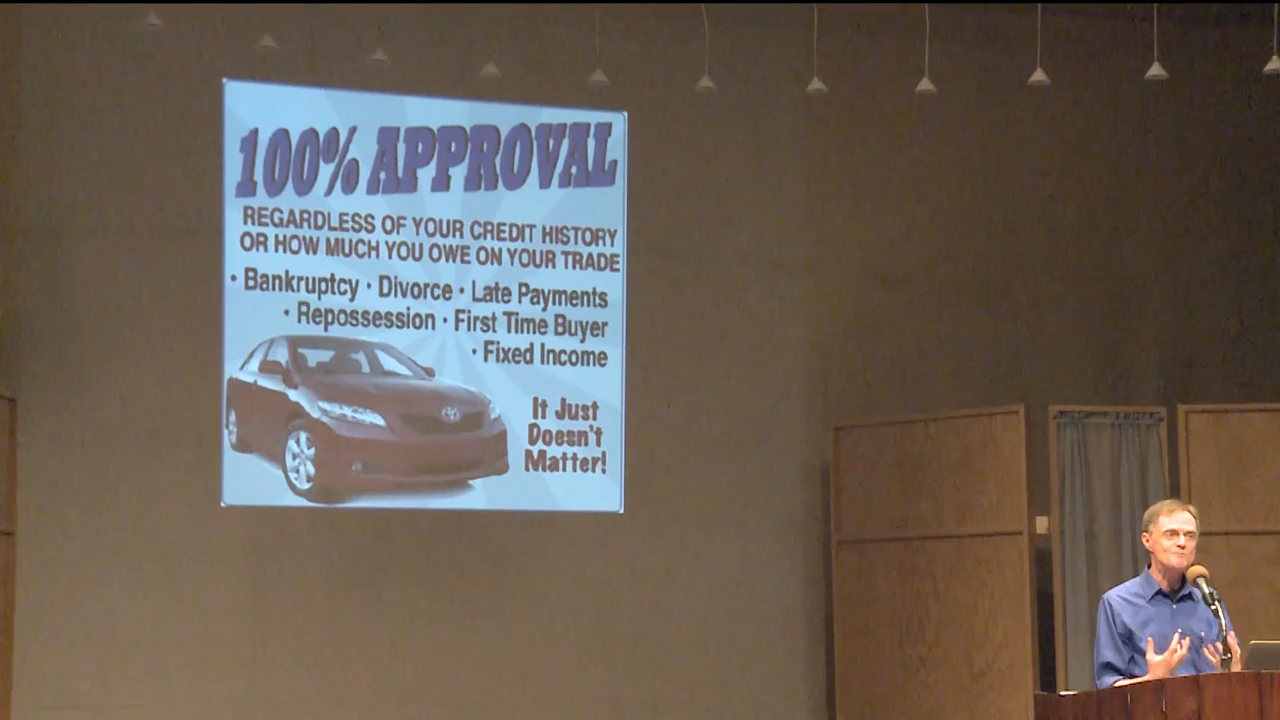 100% APPROVAL
REGARDLESS OF YOUR CREDIT HISTORY
OR HOW MUCH YOU OWE ON YOUR TRADE
• Bankruptcy • Divorce • Late Payments
• Repossession • First Time Buyer
• Fixed Income
It Just
Doesn't
Matter!